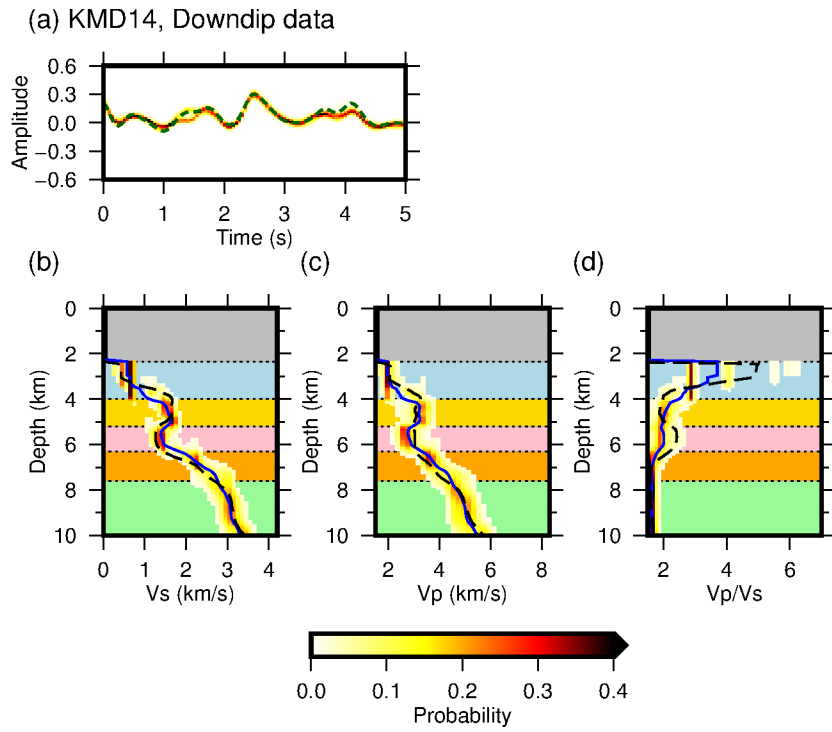 (a) KMD14, Downdip data
0.6
0.3
0.0
−0.3
−0.6
Amplitude
0 1 2 3 4 5
Time (s)
(b) (c) (d)
0 0 0
2 2 2
4 4 4
6 6 6
8 8 8
10 10 10
Depth (km) Depth (km) Depth (km)
0 1 2 3 4 2 4 6 8 2 4 6
Vs (km/s) Vp (km/s) Vp/Vs
0.0 0.1 0.2 0.3 0.4
Probability